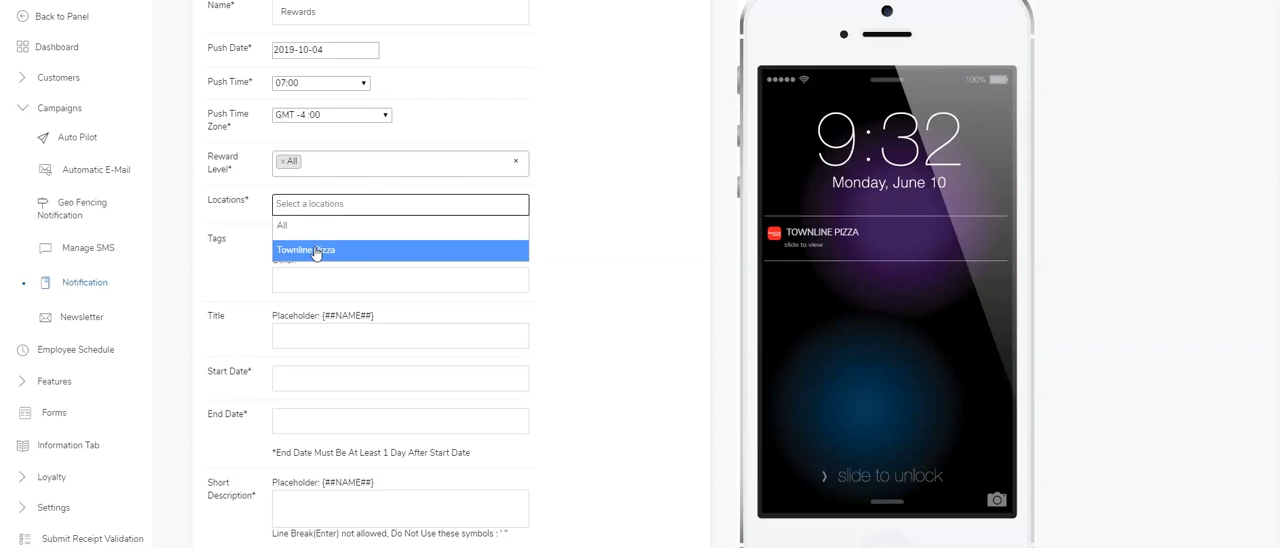 Back to Panel
Dashboard
Customers
Campaigns
Auto Pilot
Automatic E-Mail
Geo Fencing
Notification
Manage SMS
Notification
Newsletter
Employee Schedule
Features
Forms
Information Tab
Loyalty
Settings
Submit Receipt Validation
Name*
Rewards
Push Date*
2019-10-04
Push Time*
07:00
Push Time
Zone*
GMT -4 :00
Reward
Level*
× All
×
Locations*
Select a locations
All
Townline Pizza
Tags
Title
Placeholder: {##NAME##}
Start Date*
End Date*
*End Date Must Be At Least 1 Day After Start Date
Short
Description*
Placeholder: {##NAME##}
Line Break(Enter) not allowed, Do Not Use these symbols : ' "
100%
9:32
Monday, June 10
TOWNLINE PIZZA
slide to view
slide to unlock